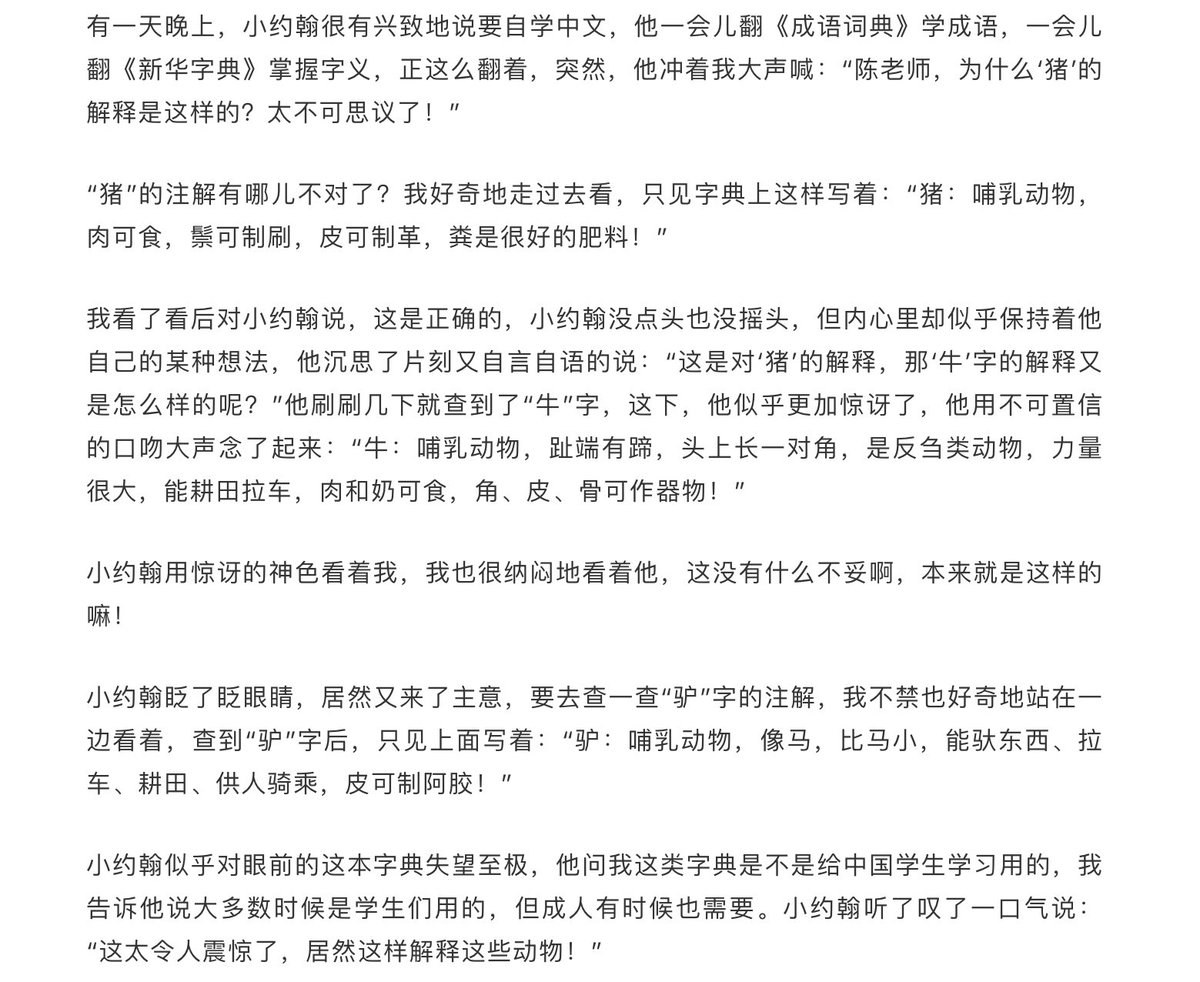 有一天晚上，小约翰很有兴致地说要自学中文，他一会儿翻《成语词典》学成语，一会儿
翻《新华字典》掌握字义，正这么翻着，突然，他冲着我大声喊：“陈老师，为什么‘猪’的
解释是这样的？太不可思议了！”
“猪”的注解有哪儿不对了？我好奇地走过去看，只见字典上这样写着：“猪：哺乳动物，
肉可食，鬃可制刷，皮可制革，粪是很好的肥料！”
我看了看后对小约翰说，这是正确的，小约翰没点头也没摇头，但内心里却似乎保持着他
自己的某种想法，他沉思了片刻又自言自语的说：“这是对‘猪’的解释，那‘牛’字的解释又
是怎么样的呢？”他刷刷几下就查到了“牛”字，这下，他似乎更加惊讶了，他用不可置信
的口吻大声念了起来：“牛：哺乳动物，趾端有蹄，头上长一对角，是反刍类动物，力量
很大，能耕田拉车，肉和奶可食，角、皮、骨可作器物！”
小约翰用惊讶的神色看着我，我也很纳闷地看着他，这没有什么不妥啊，本来就是这样的
嘛！
小约翰眨了眨眼睛，居然又来了主意，要去查一查“驴”字的注解，我不禁也好奇地站在一
边看着，查到“驴”字后，只见上面写着：“驴：哺乳动物，像马，比马小，能驮东西、拉
车、耕田、供人骑乘，皮可制阿胶！”
小约翰似乎对眼前的这本字典失望至极，他问我这类字典是不是给中国学生学习用的，我
告诉他说大多数时候是学生们用的，但成人有时候也需要。小约翰听了叹了一口气说：
“这太令人震惊了，居然这样解释这些动物！”